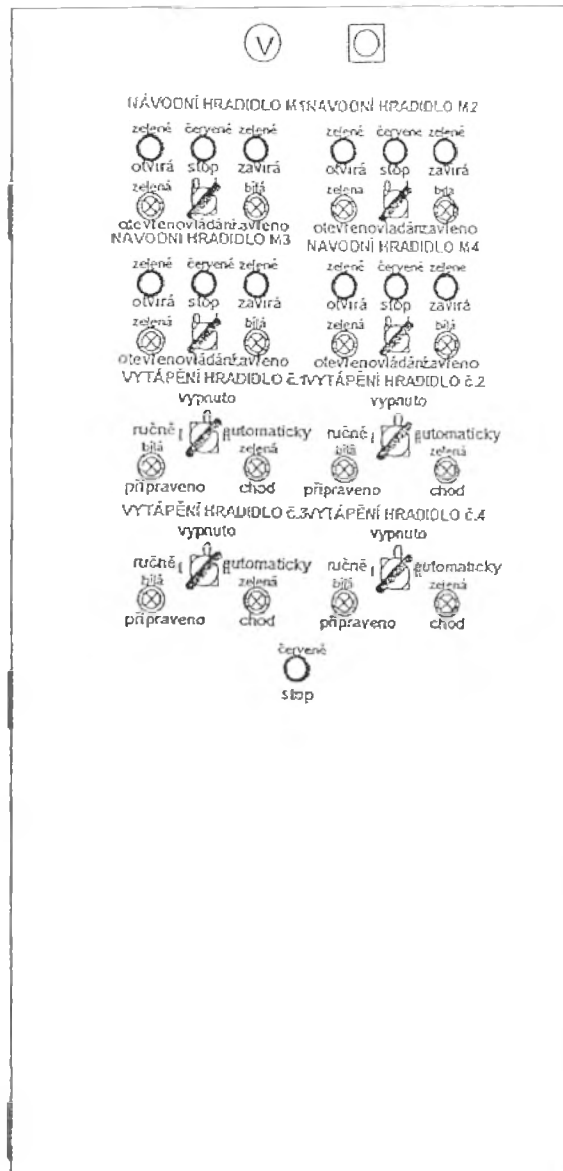 V
NÁVODNÍ HRADIDLO M1 NÁVODNÍ HRADIDLO M2
zelené červené zelené zelené červené zelené
otvírá stop zavírá otvírá stop zavírá
zelená bílá zelená bílá
otevřeno ovládání zavřeno otevřeno ovládání zavřeno
NÁVODNÍ HRADIDLO M3 NÁVODNÍ HRADIDLO M4
zelené červené zelené zelené červené zelené
otvírá stop zavírá otvírá stop zavírá
zelená bílá zelená bílá
otevřeno ovládání zavřeno otevřeno ovládání zavřeno
VYTÁPĚNÍ HRADIDLO č.1 VYTÁPĚNÍ HRADIDLO č.2
vypnuto vypnuto
ručně automaticky ručně automaticky
bílá zelená bílá zelená
připraveno chod připraveno chod
VYTÁPĚNÍ HRADIDLO č.3 VYTÁPĚNÍ HRADIDLO č.4
vypnuto vypnuto
ručně automaticky ručně automaticky
bílá zelená bílá zelená
připraveno chod připraveno chod
červené
stop